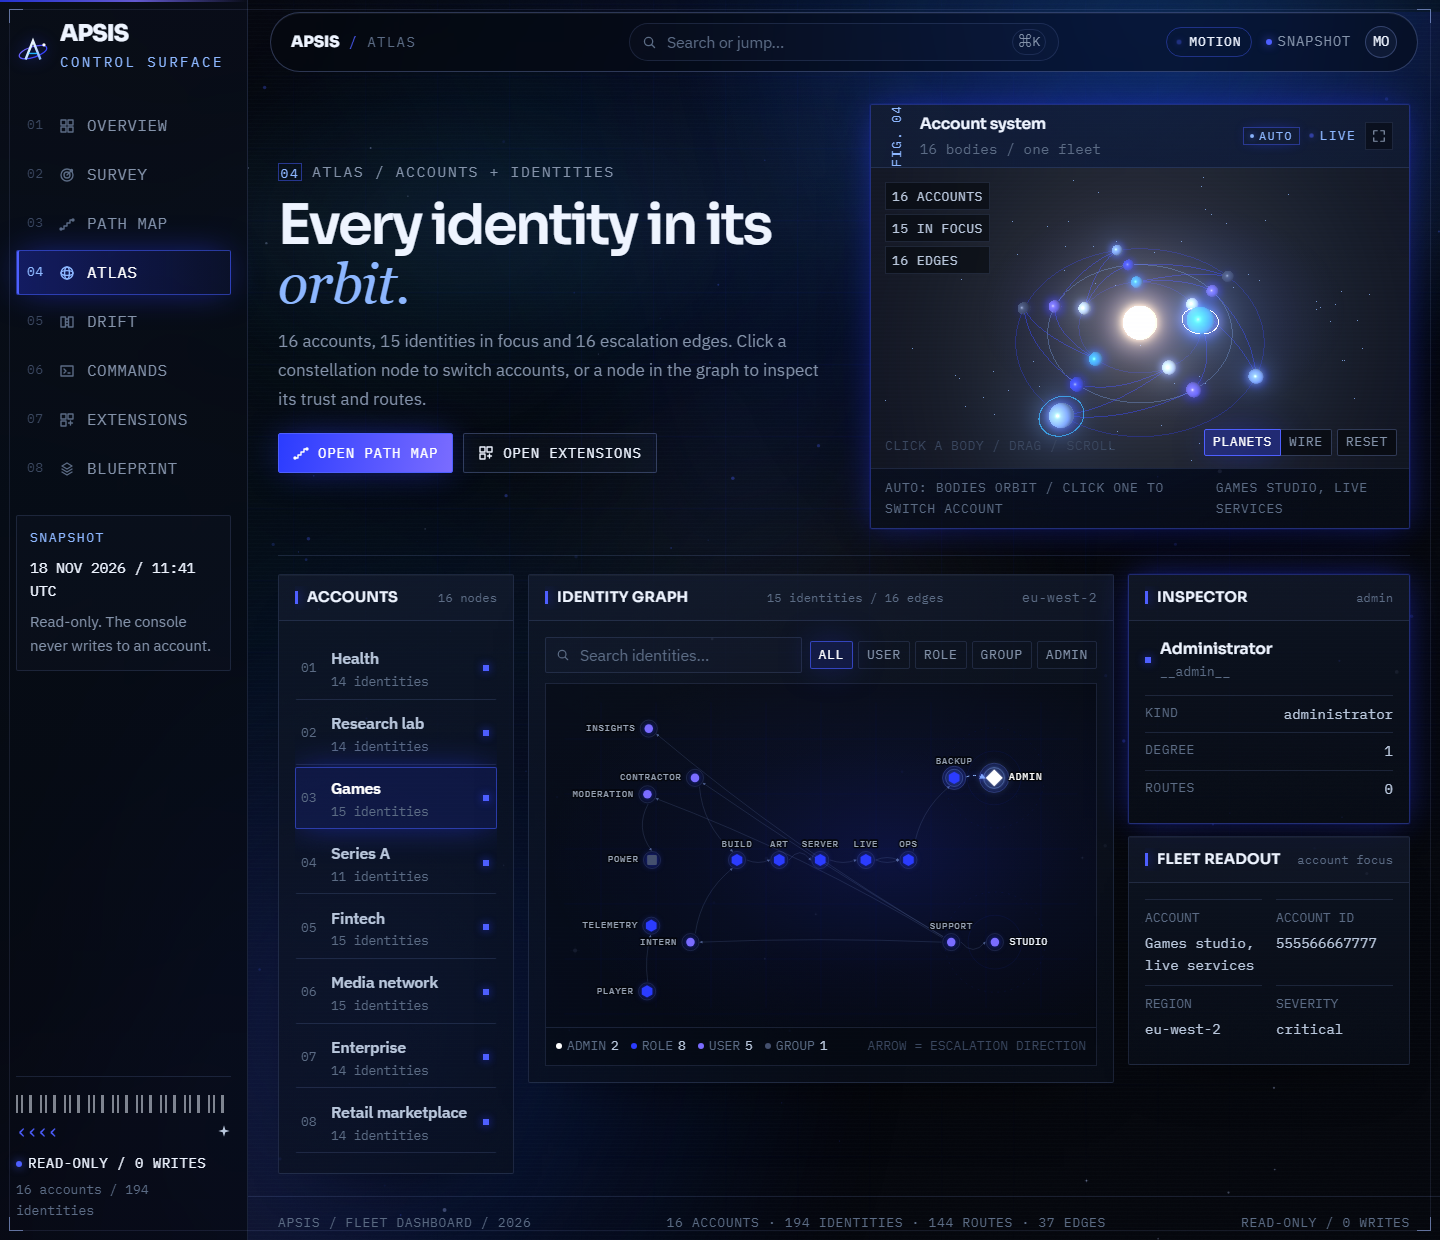 APSIS
CONTROL SURFACE
01 OVERVIEW
02 SURVEY
03 PATH MAP
04 ATLAS
05 DRIFT
06 COMMANDS
07 EXTENSIONS
08 BLUEPRINT
SNAPSHOT
18 NOV 2026 / 11:41
UTC
Read-only. The console
never writes to an account.
READ-ONLY / 0 WRITES
16 accounts / 194
identities
APSIS / ATLAS
Search or jump...
⌘K
MOTION
SNAPSHOT
MO
04 ATLAS / ACCOUNTS + IDENTITIES
Every identity in its
orbit.
16 accounts, 15 identities in focus and 16 escalation edges. Click a
constellation node to switch accounts, or a node in the graph to inspect
its trust and routes.
OPEN PATH MAP
OPEN EXTENSIONS
FIG. 04
Account system
16 bodies / one fleet
AUTO
LIVE
16 ACCOUNTS
15 IN FOCUS
16 EDGES
CLICK A BODY / DRAG / SCROLL
PLANETS
WIRE
RESET
AUTO: BODIES ORBIT / CLICK ONE TO
SWITCH ACCOUNT
GAMES STUDIO, LIVE
SERVICES
ACCOUNTS
16 nodes
01 Health
14 identities
02 Research lab
14 identities
03 Games
15 identities
04 Series A
11 identities
05 Fintech
15 identities
06 Media network
15 identities
07 Enterprise
14 identities
08 Retail marketplace
14 identities
IDENTITY GRAPH
15 identities / 16 edges
eu-west-2
Search identities...
ALL
USER
ROLE
GROUP
ADMIN
INSIGHTS
BACKUP
CONTRACTOR
ADMIN
MODERATION
BUILD
ART
SERVER
LIVE
OPS
POWER
TELEMETRY
SUPPORT
INTERN
STUDIO
PLAYER
ADMIN 2
ROLE 8
USER 5
GROUP 1
ARROW = ESCALATION DIRECTION
INSPECTOR
admin
Administrator
__admin__
KIND administrator
DEGREE 1
ROUTES 0
FLEET READOUT
account focus
ACCOUNT
Games studio,
live services
ACCOUNT ID
555566667777
REGION
eu-west-2
SEVERITY
critical
APSIS / FLEET DASHBOARD / 2026
16 ACCOUNTS · 194 IDENTITIES · 144 ROUTES · 37 EDGES
READ-ONLY / 0 WRITES